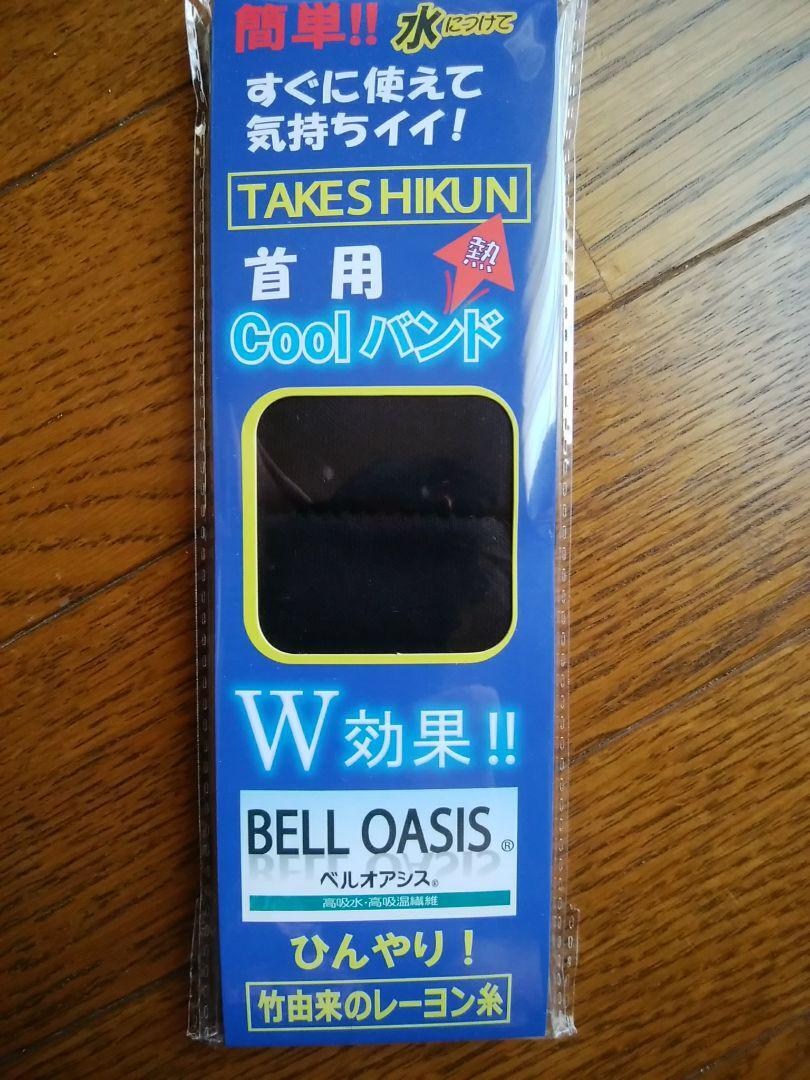 簡単!! 水につけて
すぐに使えて
気持ちイイ!
TAKESHIKUN
熱
首用
Cool バンド
W効果!!
BELL OASIS®
ベルオアシス®
高吸水・高吸湿繊維
ひんやり!
竹由来のレーヨン糸